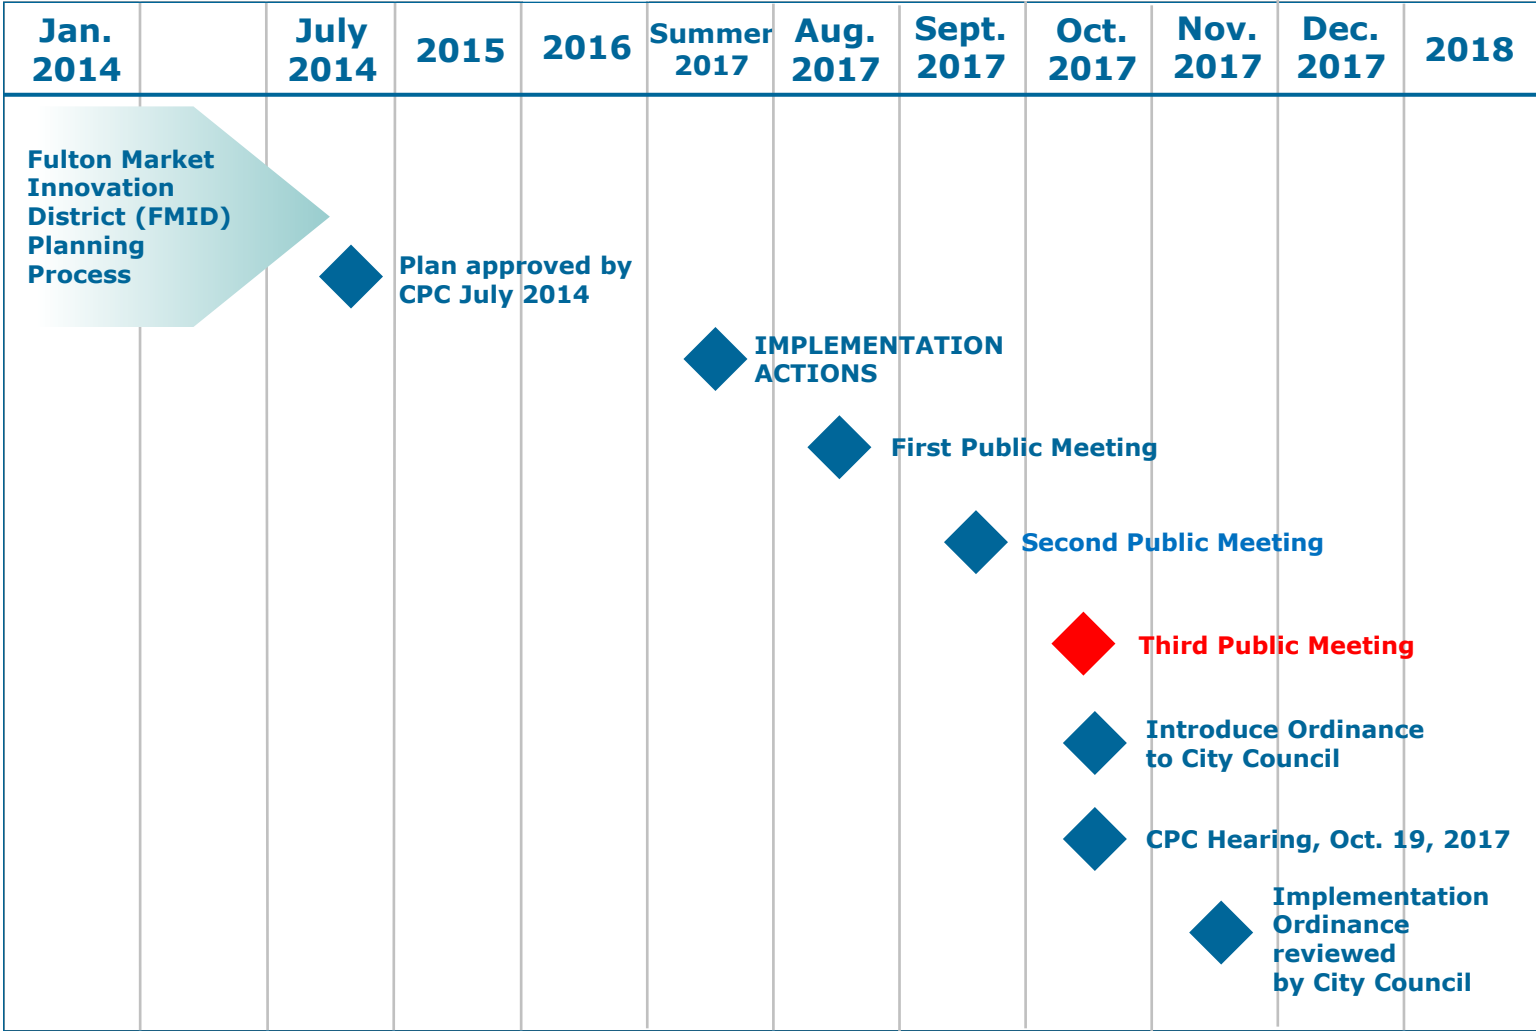 Jan.
2014
July
2014
2015
2016
Summer
2017
Aug.
2017
Sept.
2017
Oct.
2017
Nov.
2017
Dec.
2017
2018
Fulton Market
Innovation
District (FMID)
Planning
Process
Plan approved by
CPC July 2014
IMPLEMENTATION
ACTIONS
First Public Meeting
Second Public Meeting
Third Public Meeting
Introduce Ordinance
to City Council
CPC Hearing, Oct. 19, 2017
Implementation
Ordinance
reviewed
by City Council